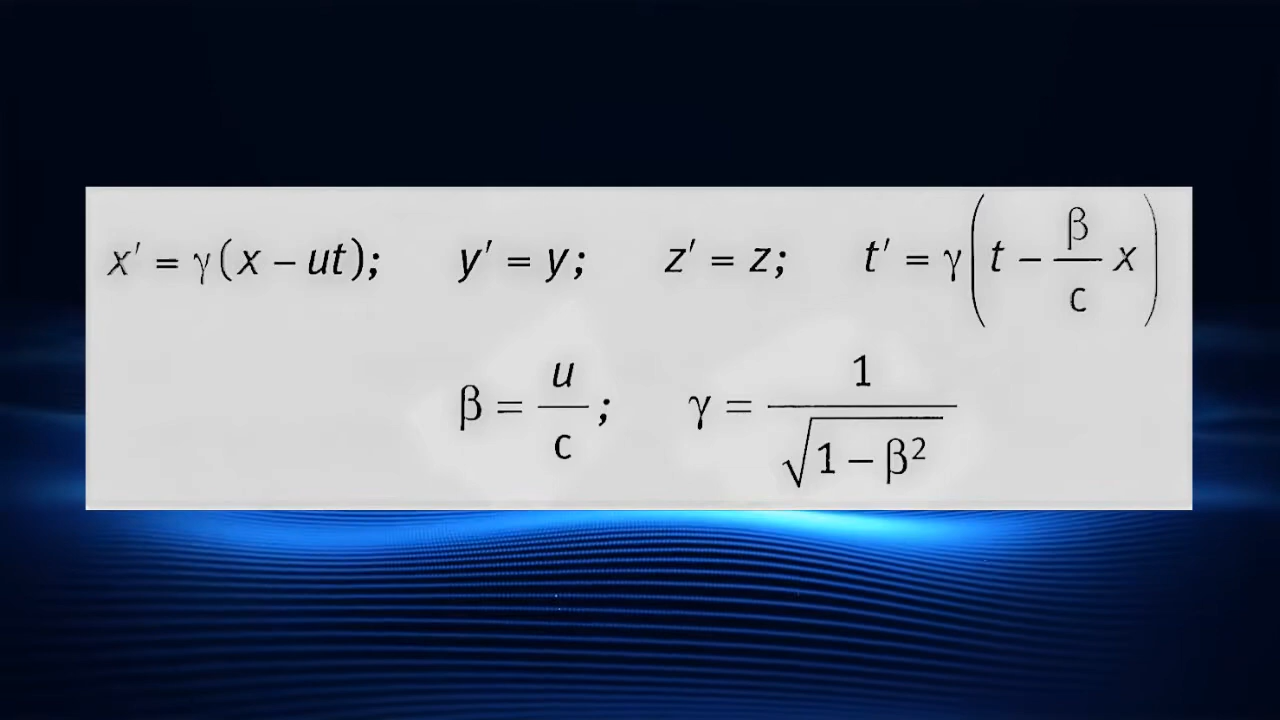 x′ = γ(x − ut); y′ = y; z′ = z; t′ = γ(t − β/c x)
β = u/c; γ = 1/√(1 − β²)